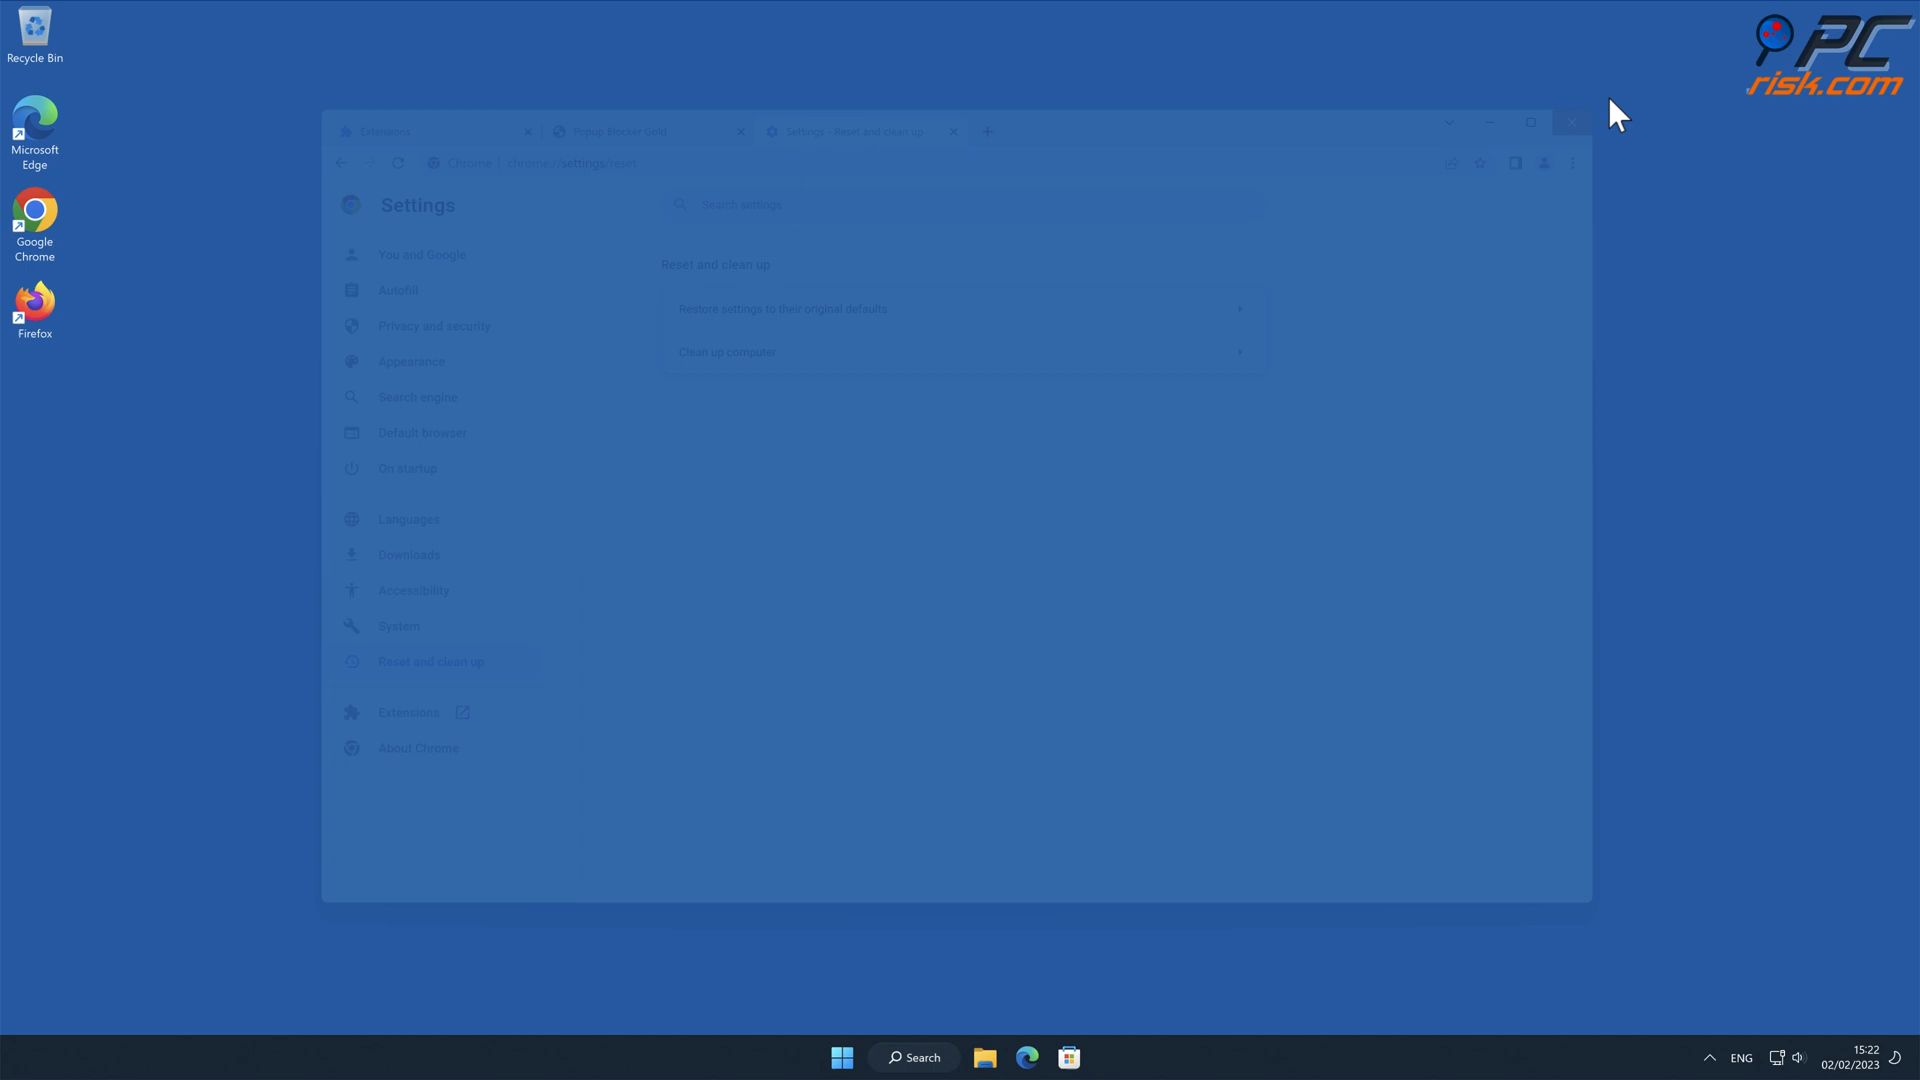 Recycle Bin
Microsoft
Edge
Google
Chrome
Firefox
PC
risk.com
Extensions
Popup Blocker Gold
Settings - Reset and clean up
Chrome | chrome://settings/reset
Settings
Search settings
You and Google
Autofill
Privacy and security
Appearance
Search engine
Default browser
On startup
Languages
Downloads
Accessibility
System
Reset and clean up
Extensions
About Chrome
Reset and clean up
Restore settings to their original defaults
Clean up computer
Search
ENG
15:22
02/02/2023